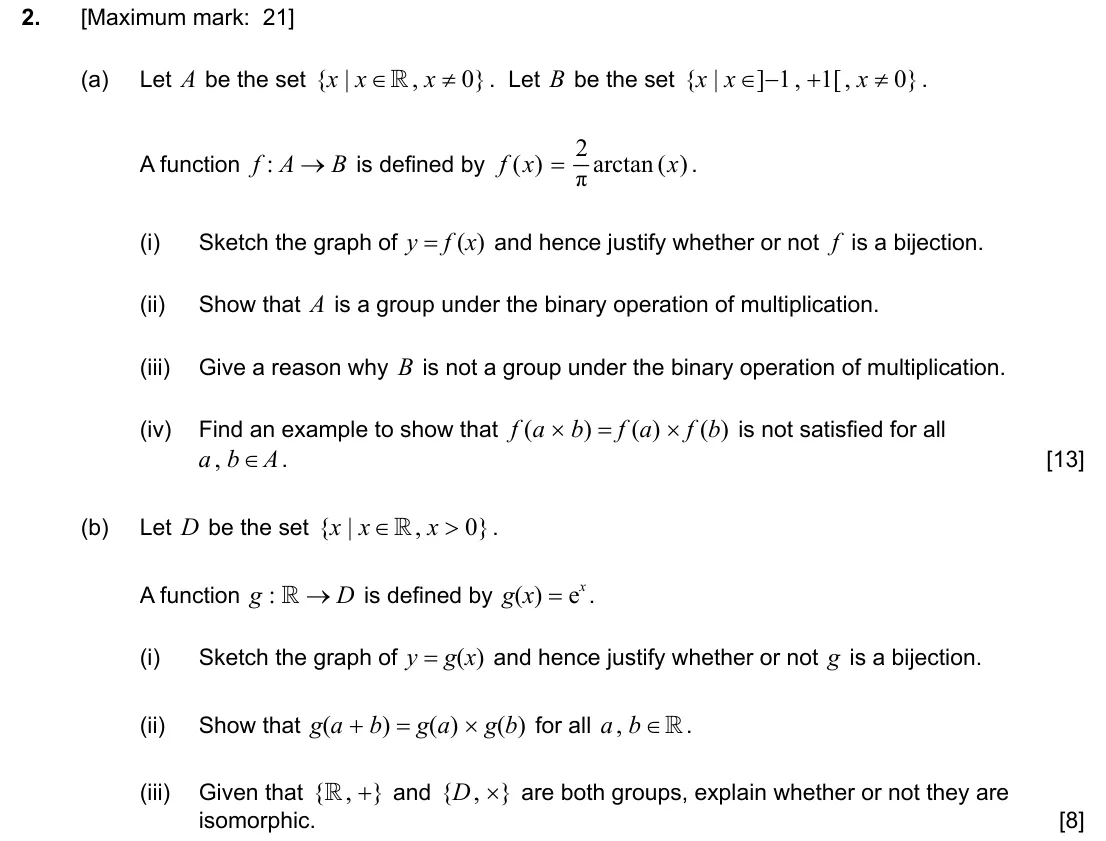 2. [Maximum mark: 21]
(a) Let A be the set {x | x ∈ ℝ, x ≠ 0}. Let B be the set {x | x ∈ ]−1, +1[, x ≠ 0}.
A function f : A → B is defined by f(x) = 2/π arctan(x).
(i) Sketch the graph of y = f(x) and hence justify whether or not f is a bijection.
(ii) Show that A is a group under the binary operation of multiplication.
(iii) Give a reason why B is not a group under the binary operation of multiplication.
(iv) Find an example to show that f(a × b) = f(a) × f(b) is not satisfied for all
a, b ∈ A. [13]
(b) Let D be the set {x | x ∈ ℝ, x > 0}.
A function g : ℝ → D is defined by g(x) = eˣ.
(i) Sketch the graph of y = g(x) and hence justify whether or not g is a bijection.
(ii) Show that g(a + b) = g(a) × g(b) for all a, b ∈ ℝ.
(iii) Given that {ℝ, +} and {D, ×} are both groups, explain whether or not they are
isomorphic. [8]